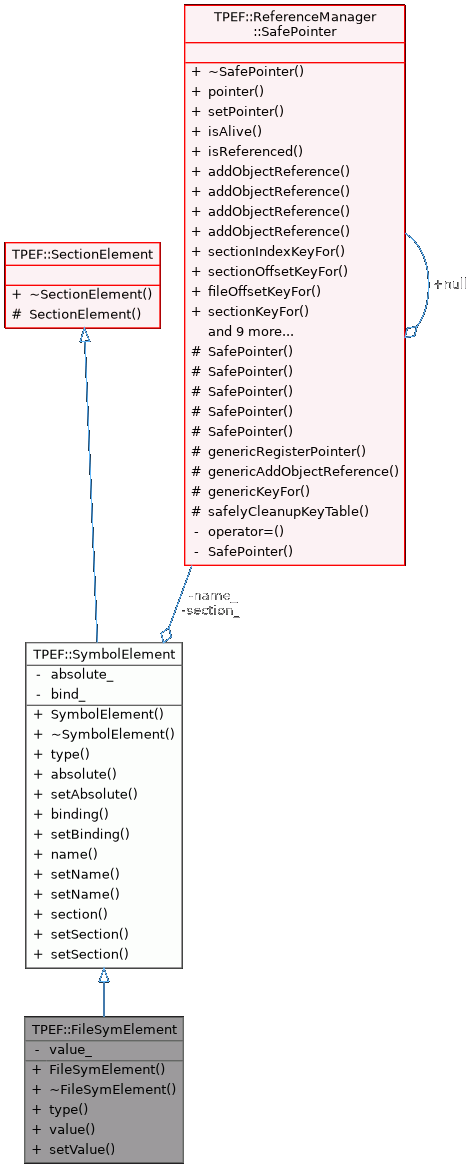 TPEF::ReferenceManager
::SafePointer
+ ~SafePointer()
+ pointer()
+ setPointer()
+ isAlive()
+ isReferenced()
+ addObjectReference()
+ addObjectReference()
+ addObjectReference()
+ addObjectReference()
+ sectionIndexKeyFor()
+ sectionOffsetKeyFor()
+ fileOffsetKeyFor()
+ sectionKeyFor()
and 9 more...
# SafePointer()
# SafePointer()
# SafePointer()
# SafePointer()
# SafePointer()
# genericRegisterPointer()
# genericAddObjectReference()
# genericKeyFor()
# safelyCleanupKeyTable()
- operator=()
- SafePointer()
+null
TPEF::SectionElement
+ ~SectionElement()
# SectionElement()
-name_
-section_
TPEF::SymbolElement
- absolute_
- bind_
+ SymbolElement()
+ ~SymbolElement()
+ type()
+ absolute()
+ setAbsolute()
+ binding()
+ setBinding()
+ name()
+ setName()
+ setName()
+ section()
+ setSection()
+ setSection()
TPEF::FileSymElement
- value_
+ FileSymElement()
+ ~FileSymElement()
+ type()
+ value()
+ setValue()